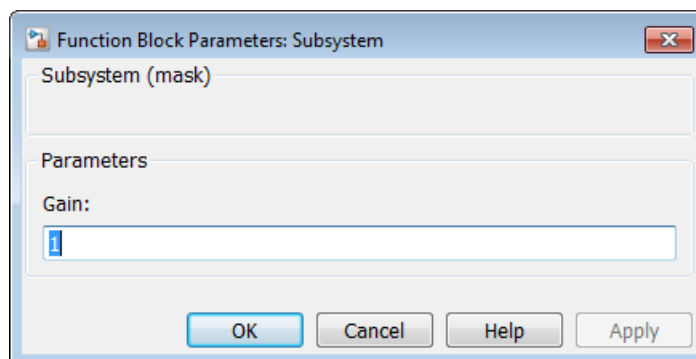 Function Block Parameters: Subsystem
Subsystem (mask)
Parameters
Gain:
1
OK Cancel Help Apply